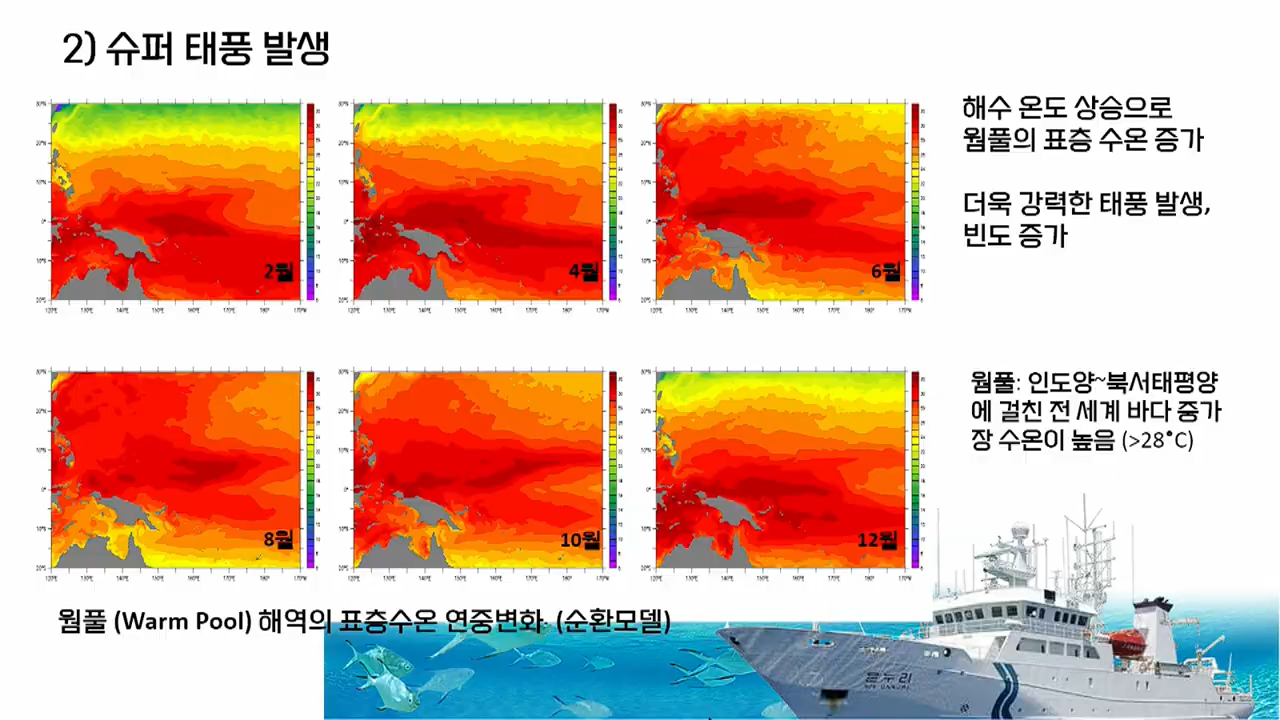 2) 슈퍼 태풍 발생
해수 온도 상승으로
웜풀의 표층 수온 증가
더욱 강력한 태풍 발생,
빈도 증가
2월
4월
6월
웜풀: 인도양~북서태평양
에 걸친 전 세계 바다 중가
장 수온이 높음 (>28°C)
8월
10월
12월
웜풀 (Warm Pool) 해역의 표층수온 연중변화 (순환모델)
온누리